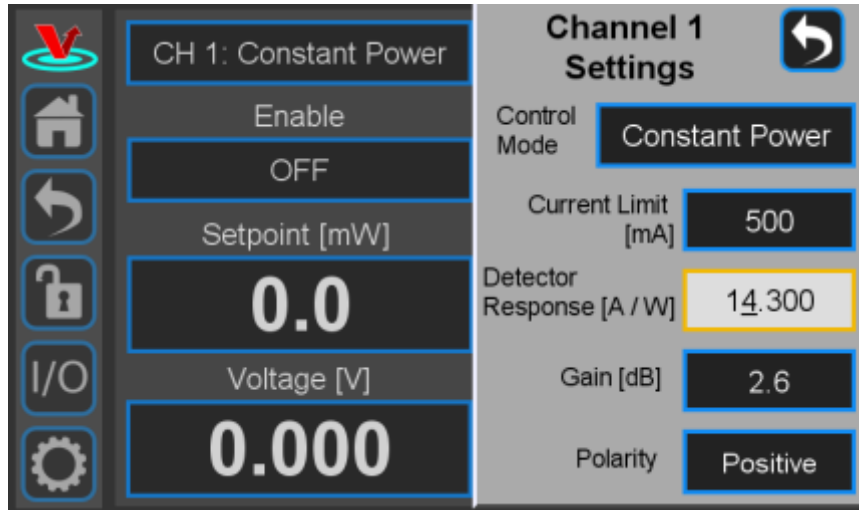 CH 1: Constant Power
Enable
OFF
Setpoint [mW]
0.0
Voltage [V]
0.000
I/O
Channel 1
Settings
Control
Mode
Constant Power
Current Limit
[mA]
500
Detector
Response [A / W]
14.300
Gain [dB]
2.6
Polarity
Positive